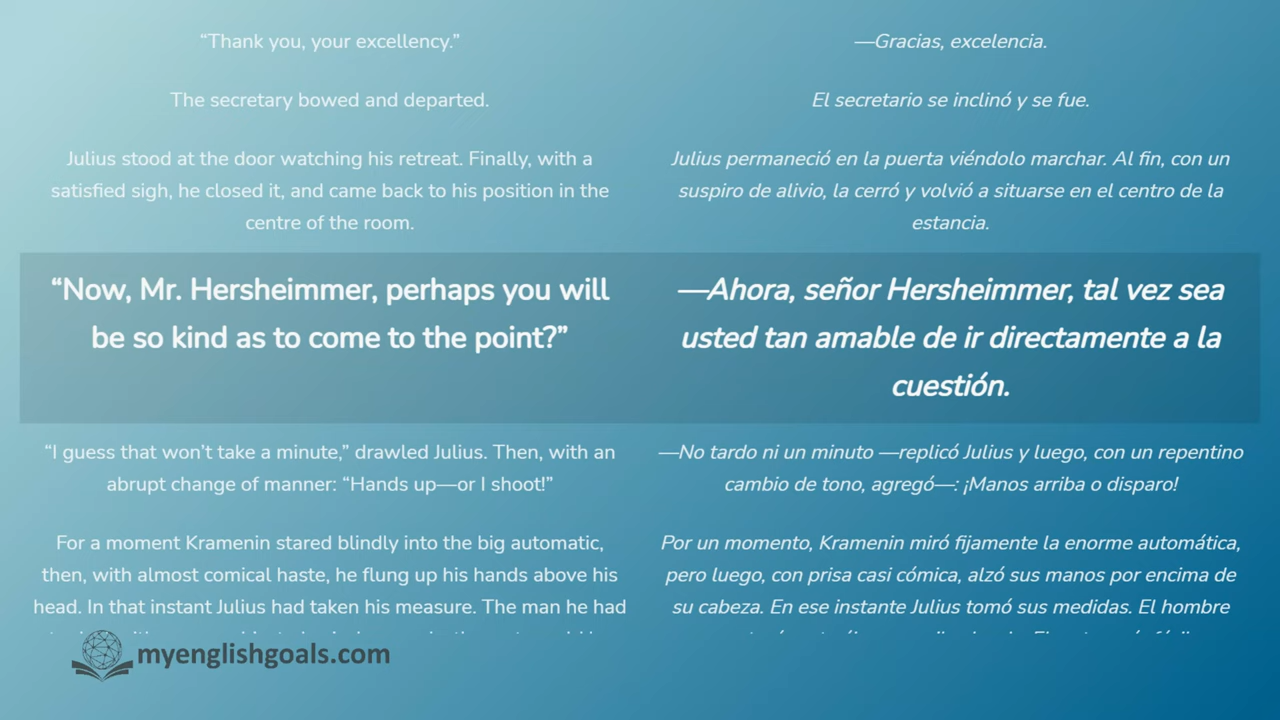 “Thank you, your excellency.”
The secretary bowed and departed.
Julius stood at the door watching his retreat. Finally, with a
satisfied sigh, he closed it, and came back to his position in the
centre of the room.
“Now, Mr. Hersheimmer, perhaps you will
be so kind as to come to the point?”
“I guess that won’t take a minute,” drawled Julius. Then, with an
abrupt change of manner: “Hands up—or I shoot!”
For a moment Kramenin stared blindly into the big automatic,
then, with almost comical haste, he flung up his hands above his
head. In that instant Julius had taken his measure. The man he had
—Gracias, excelencia.
El secretario se inclinó y se fue.
Julius permaneció en la puerta viéndolo marchar. Al fin, con un
suspiro de alivio, la cerró y volvió a situarse en el centro de la
estancia.
—Ahora, señor Hersheimmer, tal vez sea
usted tan amable de ir directamente a la
cuestión.
—No tardo ni un minuto —replicó Julius y luego, con un repentino
cambio de tono, agregó—: ¡Manos arriba o disparo!
Por un momento, Kramenin miró fijamente la enorme automática,
pero luego, con prisa casi cómica, alzó sus manos por encima de
su cabeza. En ese instante Julius tomó sus medidas. El hombre
myenglishgoals.com